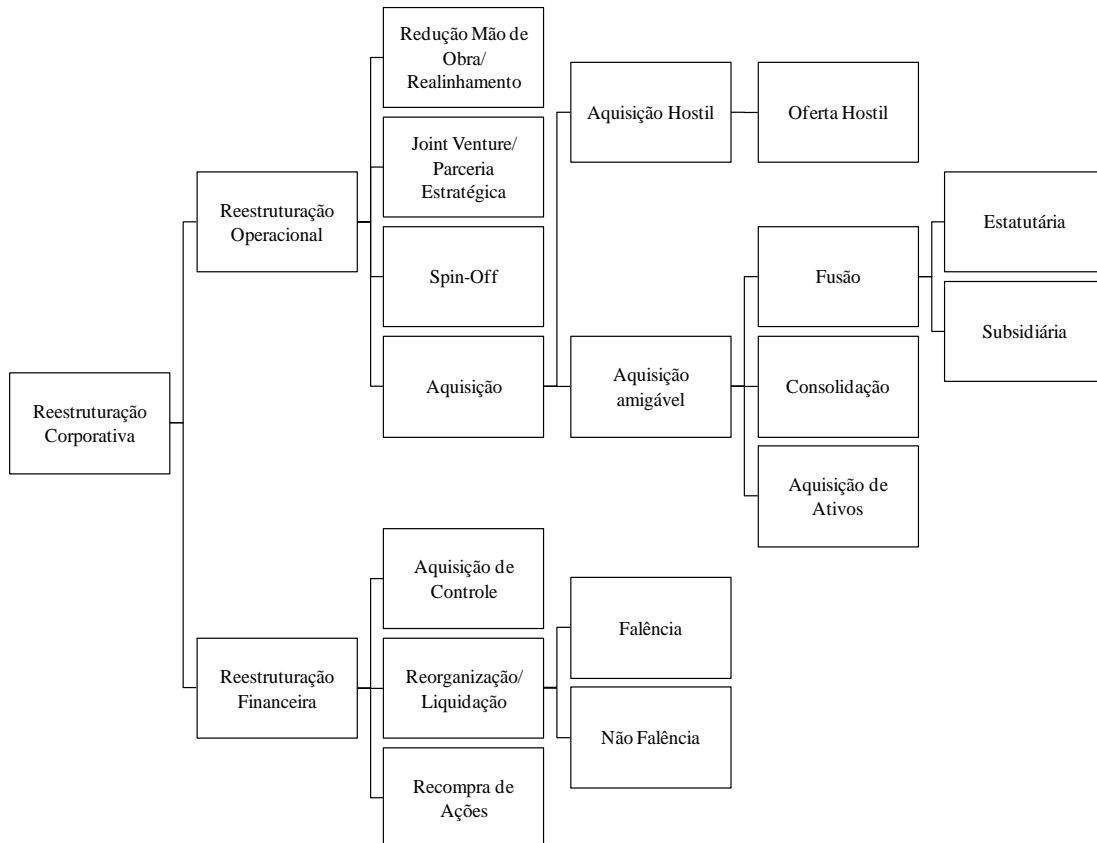 Redução Mão de
Obra/
Realinhamento
Aquisição Hostil
Oferta Hostil
Joint Venture/
Parceria
Estratégica
Reestruturação
Operacional
Estatutária
Spin-Off
Fusão
Subsidiária
Aquisição
Aquisição
amigável
Consolidação
Reestruturação
Corporativa
Aquisição de
Ativos
Aquisição de
Controle
Falência
Reestruturação
Financeira
Reorganização/
Liquidação
Não Falência
Recompra de
Ações